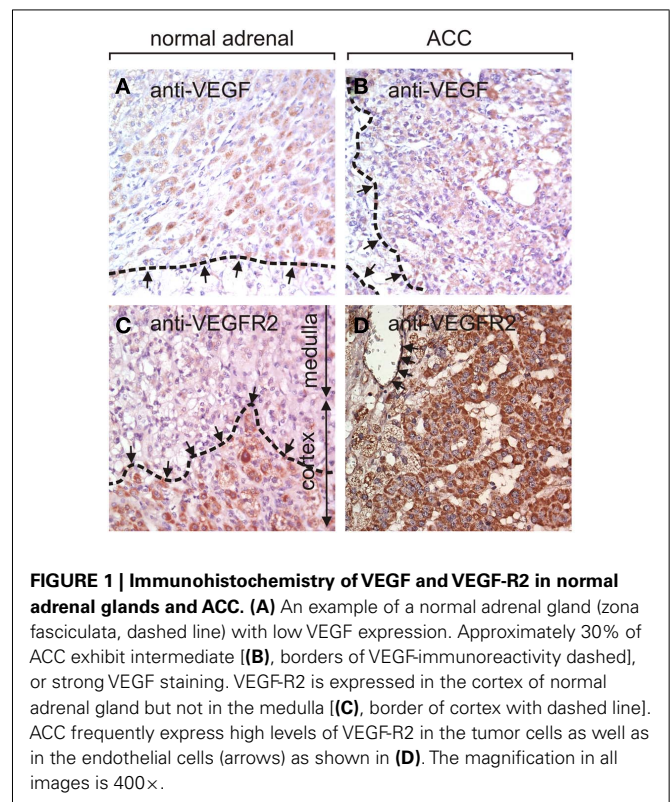 normal adrenal ACC
A anti-VEGF B anti-VEGF
C anti-VEGFR2 D anti-VEGFR2
medulla
cortex
FIGURE 1 | Immunohistochemistry of VEGF and VEGF-R2 in normal
adrenal glands and ACC. (A) An example of a normal adrenal gland (zona
fasciculata, dashed line) with low VEGF expression. Approximately 30% of
ACC exhibit intermediate [(B), borders of VEGF-immunoreactivity dashed],
or strong VEGF staining. VEGF-R2 is expressed in the cortex of normal
adrenal gland but not in the medulla [(C), border of cortex with dashed line].
ACC frequently express high levels of VEGF-R2 in the tumor cells as well as
in the endothelial cells (arrows) as shown in (D). The magnification in all
images is 400×.